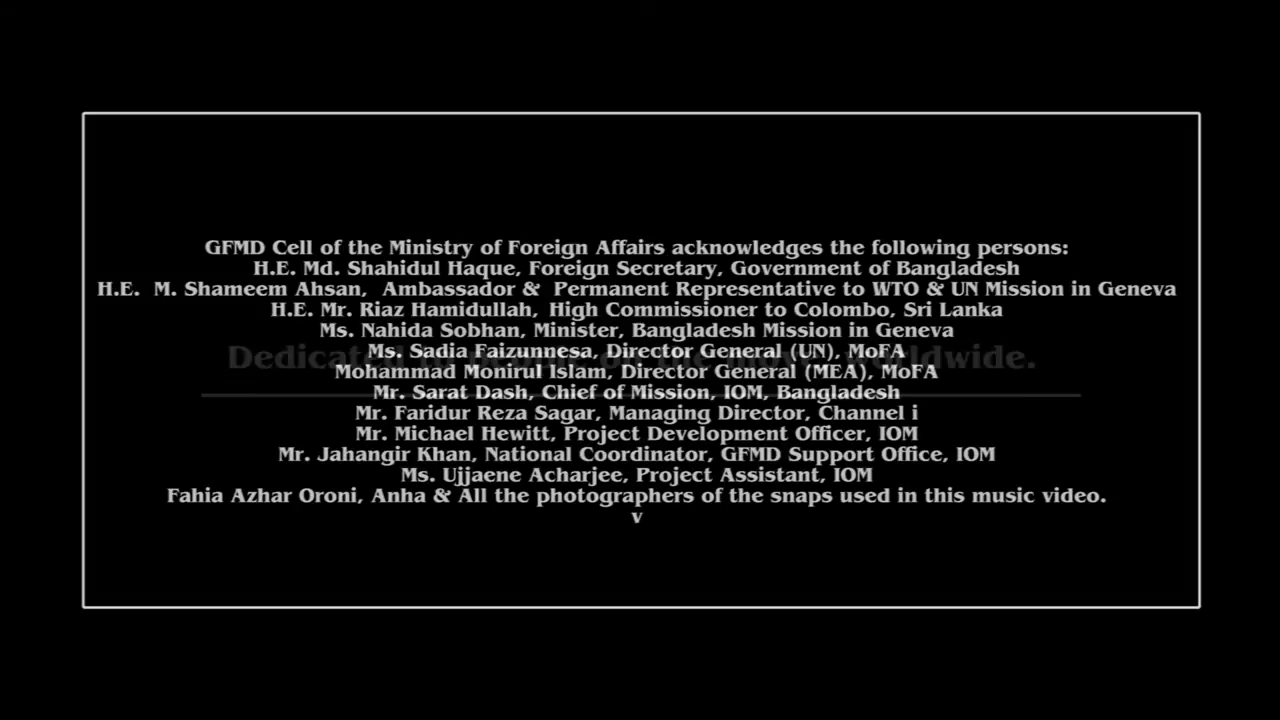 GFMD Cell of the Ministry of Foreign Affairs acknowledges the following persons:
H.E. Md. Shahidul Haque, Foreign Secretary, Government of Bangladesh
H.E. M. Shameem Ahsan, Ambassador & Permanent Representative to WTO & UN Mission in Geneva
H.E. Mr. Riaz Hamidullah, High Commissioner to Colombo, Sri Lanka
Ms. Nahida Sobhan, Minister, Bangladesh Mission in Geneva
Ms. Sadia Faizunnesa, Director General (UN), MoFA
Dedicated worldwide.
Mohammad Monirul Islam, Director General (MEA), MoFA
Mr. Sarat Dash, Chief of Mission, IOM, Bangladesh
Mr. Faridur Reza Sagar, Managing Director, Channel i
Mr. Michael Hewitt, Project Development Officer, IOM
Mr. Jahangir Khan, National Coordinator, GFMD Support Office, IOM
Ms. Ujjaene Acharjee, Project Assistant, IOM
Fahia Azhar Oroni, Anha & All the photographers of the snaps used in this music video.
v